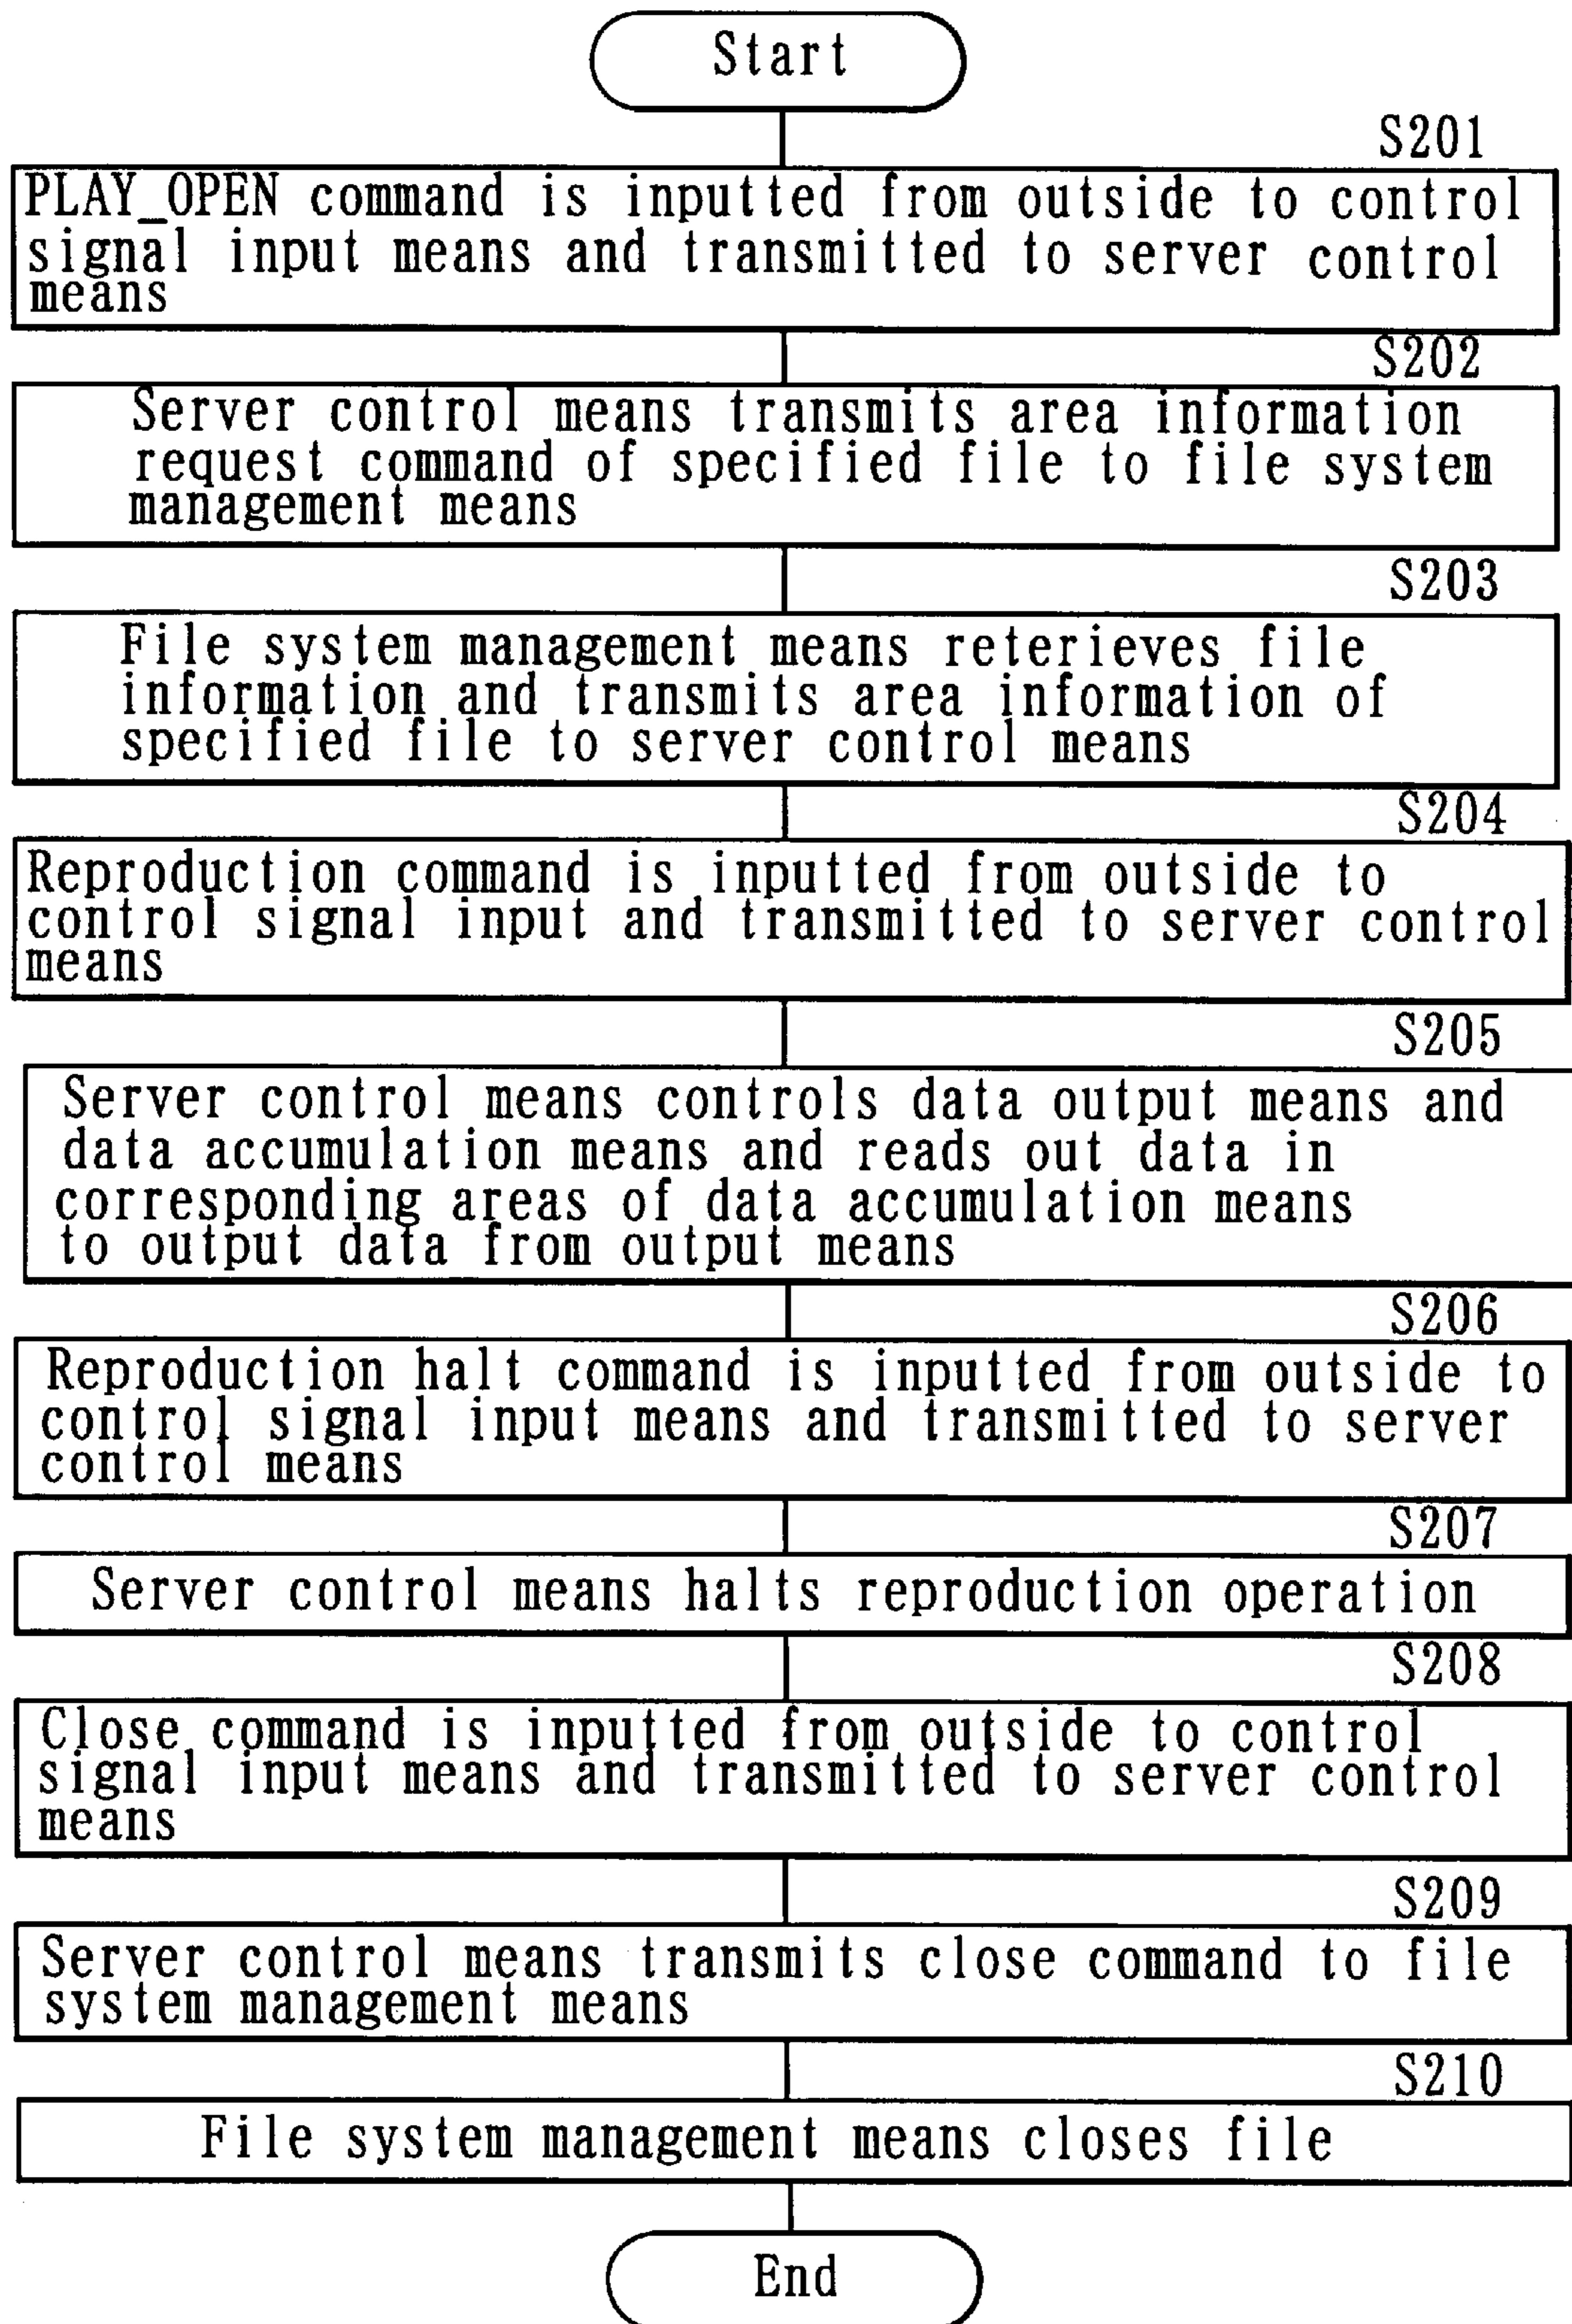 Start
S201
PLAY_OPEN command is inputted from outside to control
signal input means and transmitted to server control
means
S202
Server control means transmits area information
request command of specified file to file system
management means
S203
File system management means reterieves file
information and transmits area information of
specified file to server control means
S204
Reproduction command is inputted from outside to
control signal input and transmitted to server control
means
S205
Server control means controls data output means and
data accumulation means and reads out data in
corresponding areas of data accumulation means
to output data from output means
S206
Reproduction halt command is inputted from outside to
control signal input means and transmitted to server
control means
S207
Server control means halts reproduction operation
S208
Close command is inputted from outside to control
signal input means and transmitted to server control
means
S209
Server control means transmits close command to file
system management means
S210
File system management means closes file
End